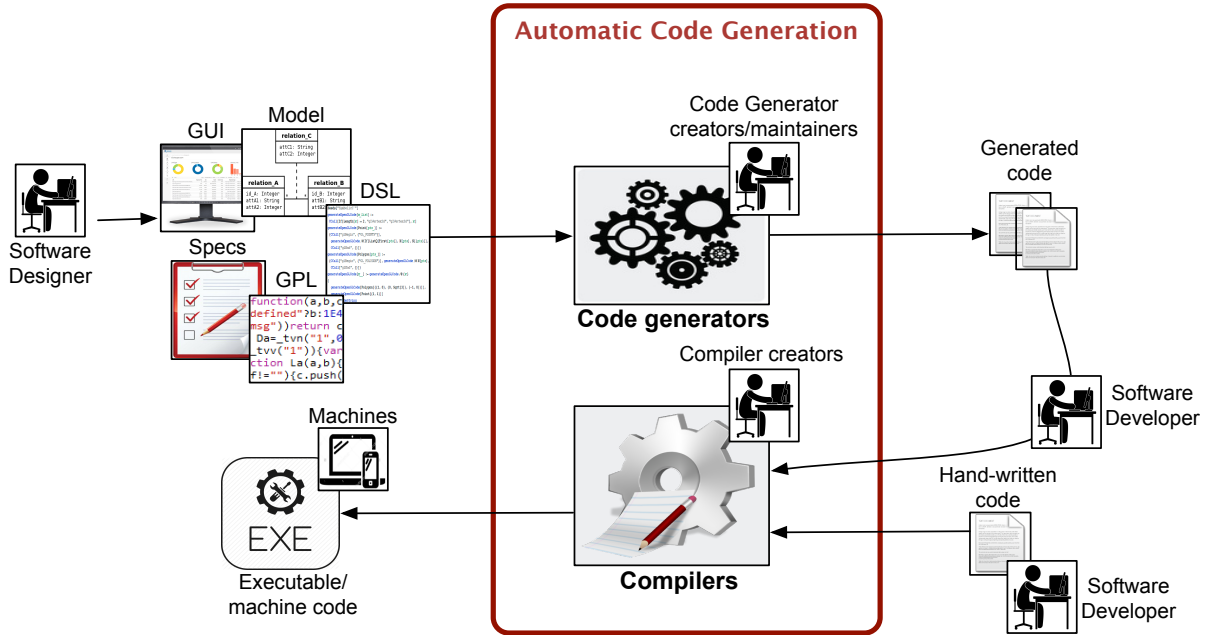 Automatic Code Generation
Code Generator
creators/maintainers
Model
GUI
relation_C
attC1: String
attC2: Integer
relation_A
id_A: Integer
attA1: String
attA2: Integer
relation_B
id_B: Integer
attB1: String
DSL
Software
Designer
Specs
GPL
function(a,b,c
defined"?b:1E4
msg"))return c
Da=_tvn("1",0
_tvv("1")){var
ction La(a,b){
f!=""){c.push(
Code generators
Generated
code
Compiler creators
Software
Developer
Machines
EXE
Executable/
machine code
Compilers
Hand-written
code
Software
Developer